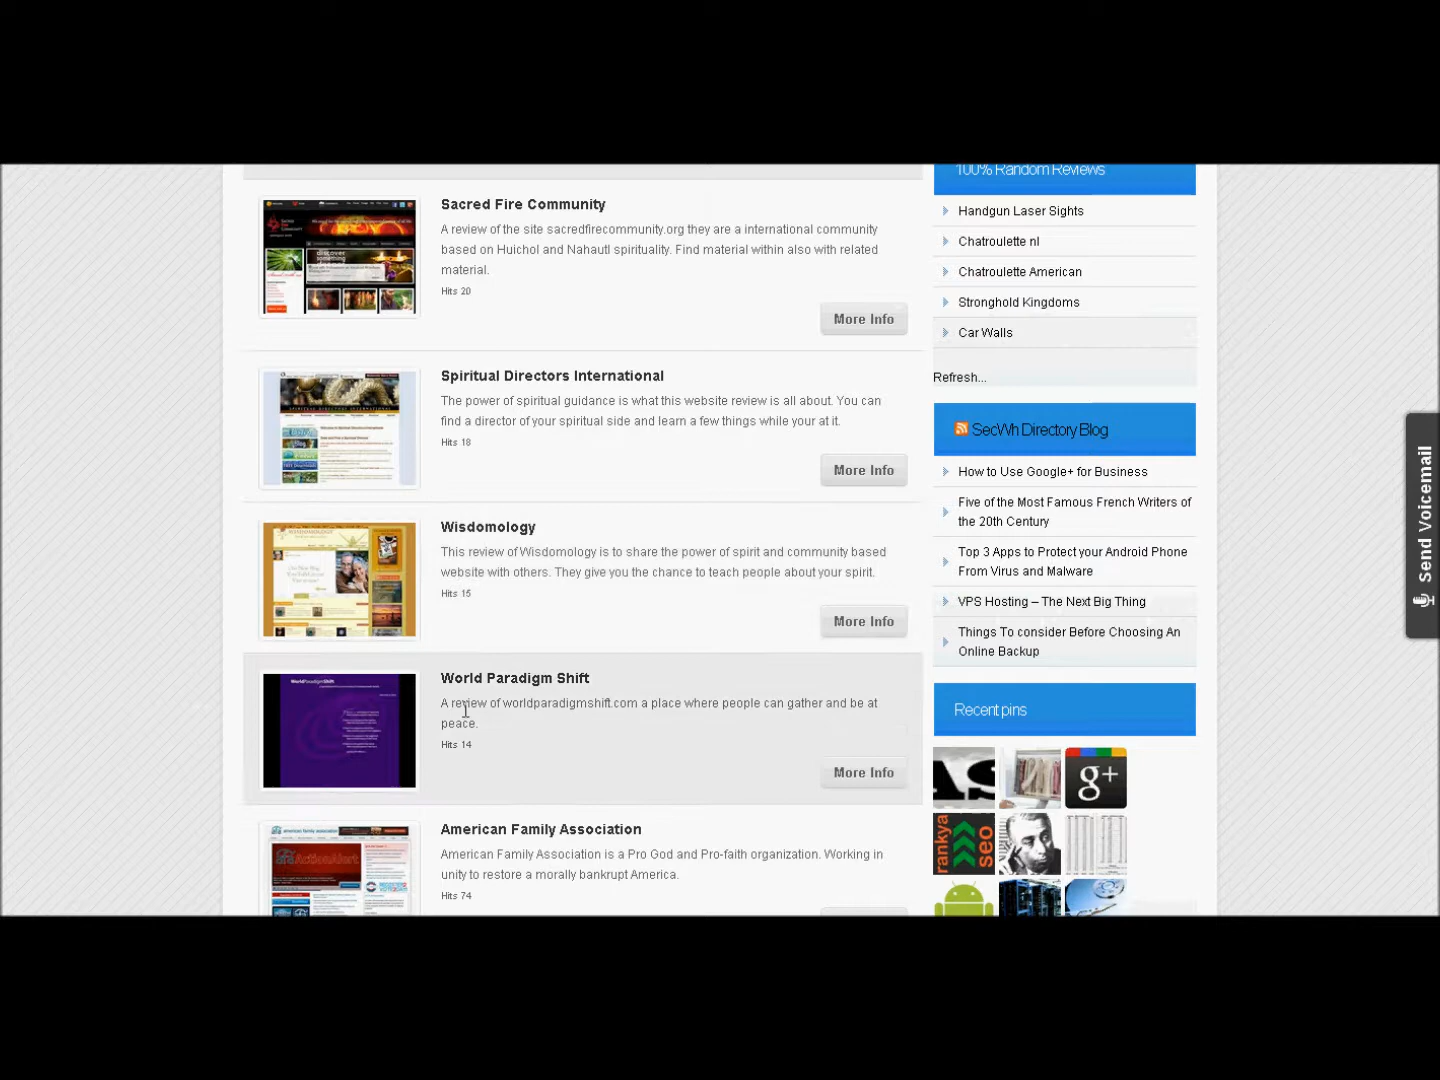 Sacred Fire Community
A review of the site sacredfirecommunity.org they are a international community
based on Huichol and Nahautl spirituality. Find material within also with related
material.
Hits 20
More Info
Spiritual Directors International
The power of spiritual guidance is what this website review is all about. You can
find a director of your spiritual side and learn a few things while your at it.
Hits 18
More Info
WISDOMOLOGY
Wisdomology
This review of Wisdomology is to share the power of spirit and community based
website with others. They give you the chance to teach people about your spirit.
Hits 15
More Info
WorldParadigmShift
World Paradigm Shift
A review of worldparadigmshift.com a place where people can gather and be at
peace.
Hits 14
More Info
american family association
ActionAlert
American Family Association
American Family Association is a Pro God and Pro-faith organization. Working in
unity to restore a morally bankrupt America.
Hits 74
100% Random Reviews
Handgun Laser Sights
Chatroulette nl
Chatroulette American
Stronghold Kingdoms
Car Walls
Refresh...
SecWh Directory Blog
How to Use Google+ for Business
Five of the Most Famous French Writers of
the 20th Century
Top 3 Apps to Protect your Android Phone
From Virus and Malware
VPS Hosting – The Next Big Thing
Things To consider Before Choosing An
Online Backup
Recent pins
AS
g+
rankya
seo
Send Voicemail